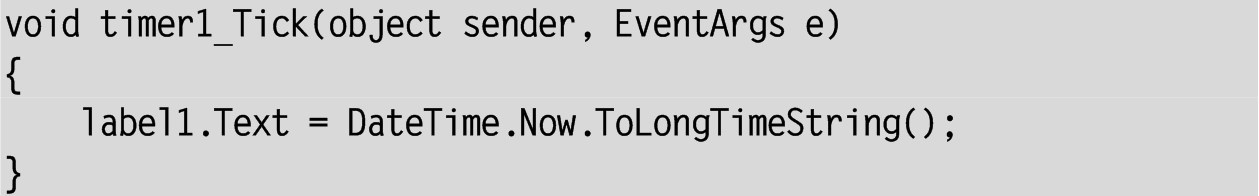 void timer1_Tick(object sender, EventArgs e)
{
    label1.Text = DateTime.Now.ToLongTimeString();
}